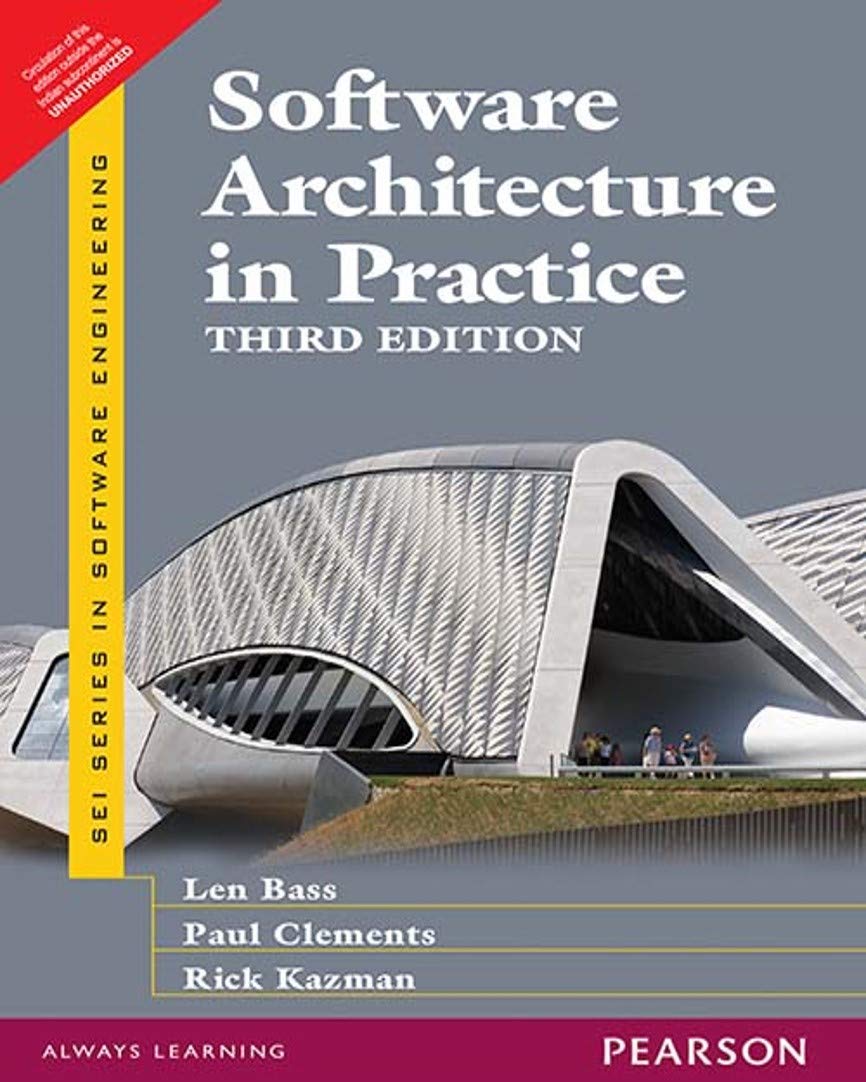 Circulation of this
edition outside the
Indian subcontinent is
UNAUTHORIZED
Software
Architecture
in Practice
THIRD EDITION
SEI SERIES IN SOFTWARE ENGINEERING
Len Bass
Paul Clements
Rick Kazman
ALWAYS LEARNING
PEARSON